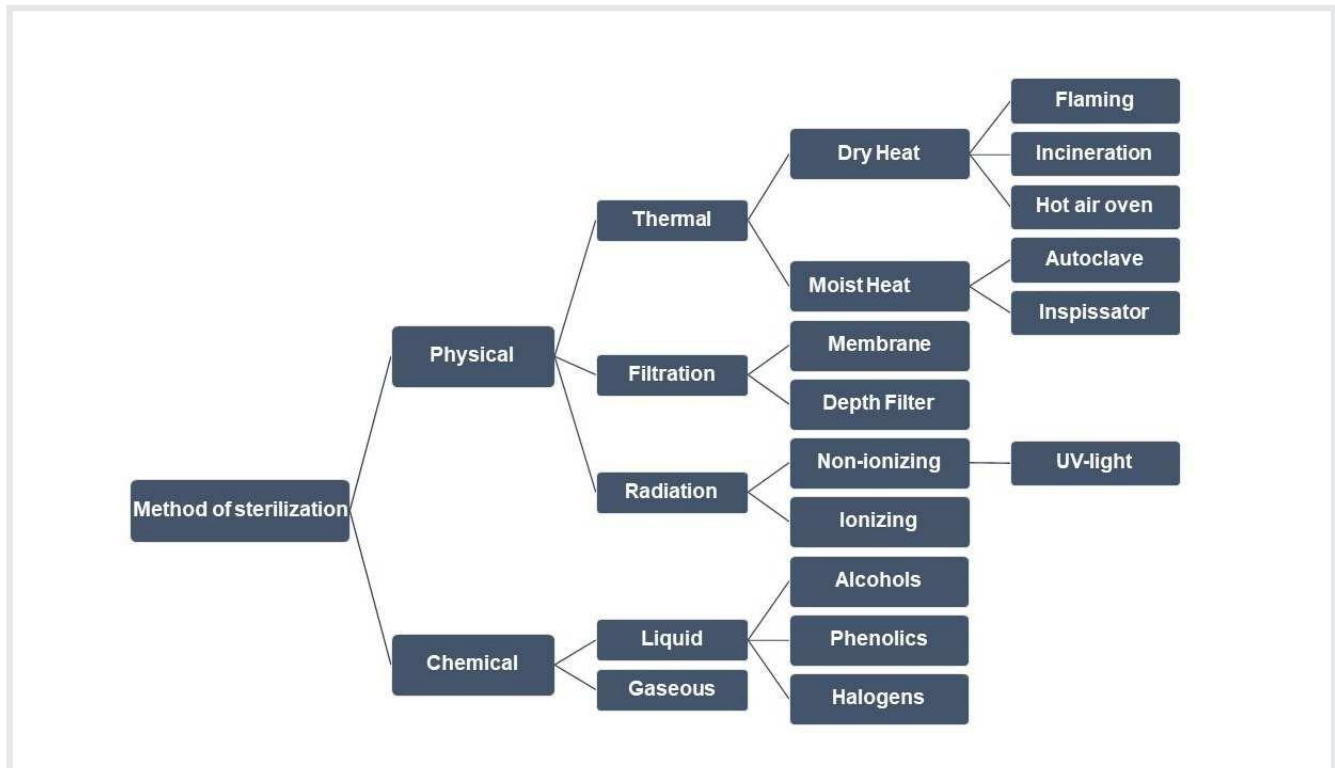 Flaming
Dry Heat
Incineration
Hot air oven
Thermal
Autoclave
Moist Heat
Inspissator
Physical
Membrane
Filtration
Depth Filter
Non-ionizing
UV-light
Radiation
Method of sterilization
Ionizing
Alcohols
Liquid
Phenolics
Chemical
Gaseous
Halogens